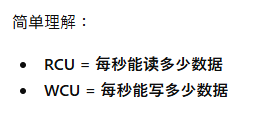 简单理解：
• RCU = 每秒能读多少数据
• WCU = 每秒能写多少数据